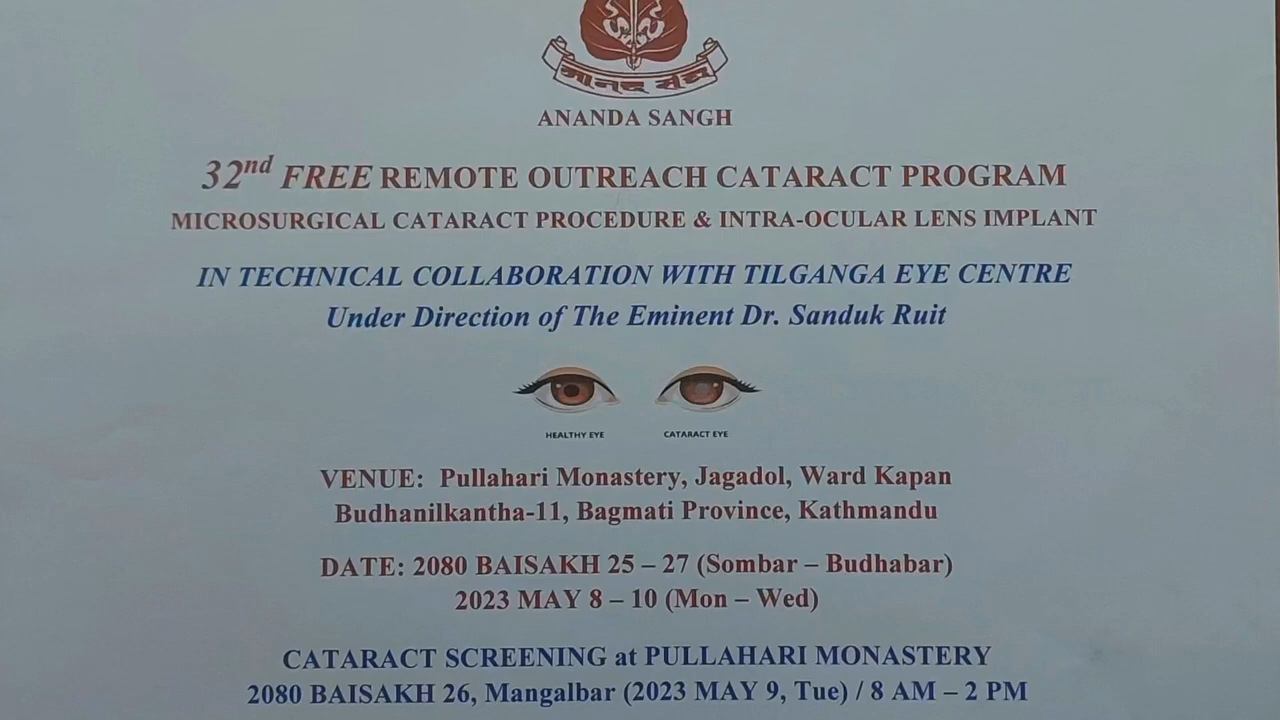 आनन्द संघ
ANANDA SANGH
32nd FREE REMOTE OUTREACH CATARACT PROGRAM
MICROSURGICAL CATARACT PROCEDURE & INTRA-OCULAR LENS IMPLANT
IN TECHNICAL COLLABORATION WITH TILGANGA EYE CENTRE
Under Direction of The Eminent Dr. Sanduk Ruit
HEALTHY EYE CATARACT EYE
VENUE: Pullahari Monastery, Jagadol, Ward Kapan
Budhanilkantha-11, Bagmati Province, Kathmandu
DATE: 2080 BAISAKH 25 – 27 (Sombar – Budhabar)
2023 MAY 8 – 10 (Mon – Wed)
CATARACT SCREENING at PULLAHARI MONASTERY
2080 BAISAKH 26, Mangalbar (2023 MAY 9, Tue) / 8 AM – 2 PM